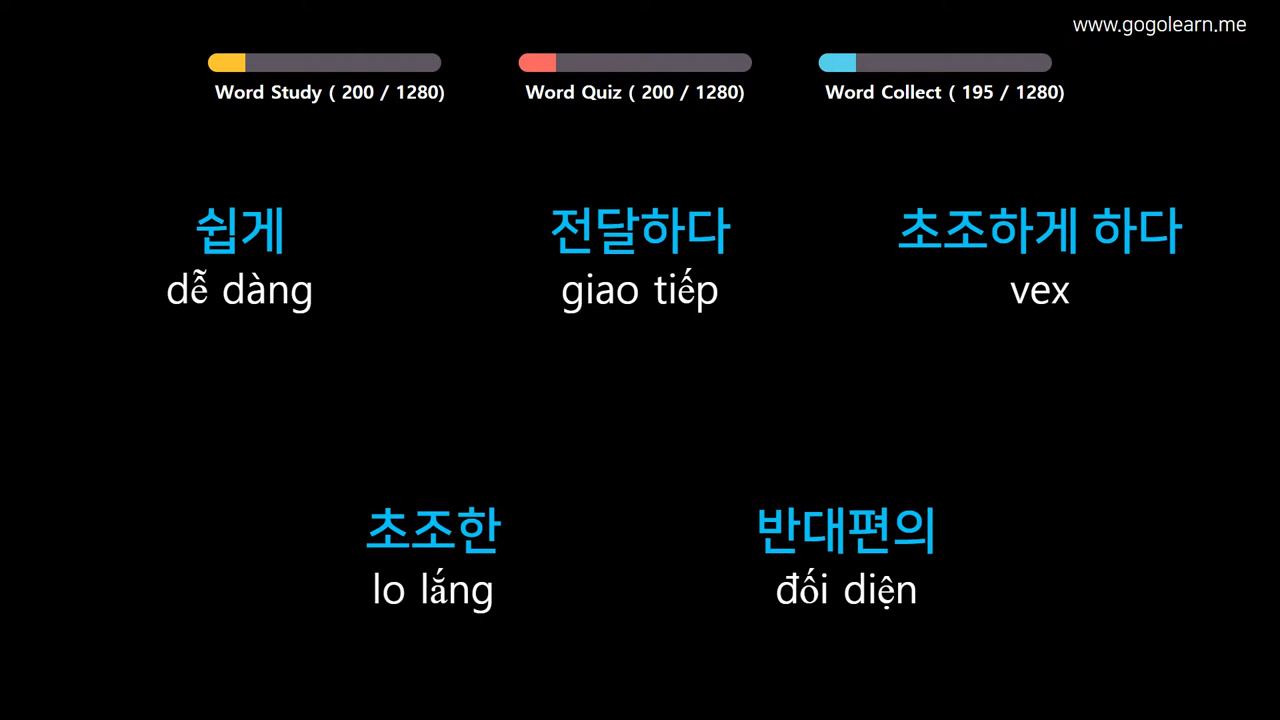 www.gogolearn.me
Word Study ( 200 / 1280)
Word Quiz ( 200 / 1280)
Word Collect ( 195 / 1280)
쉽게
dễ dàng
전달하다
giao tiếp
초조하게 하다
vex
초조한
lo lắng
반대편의
đối diện